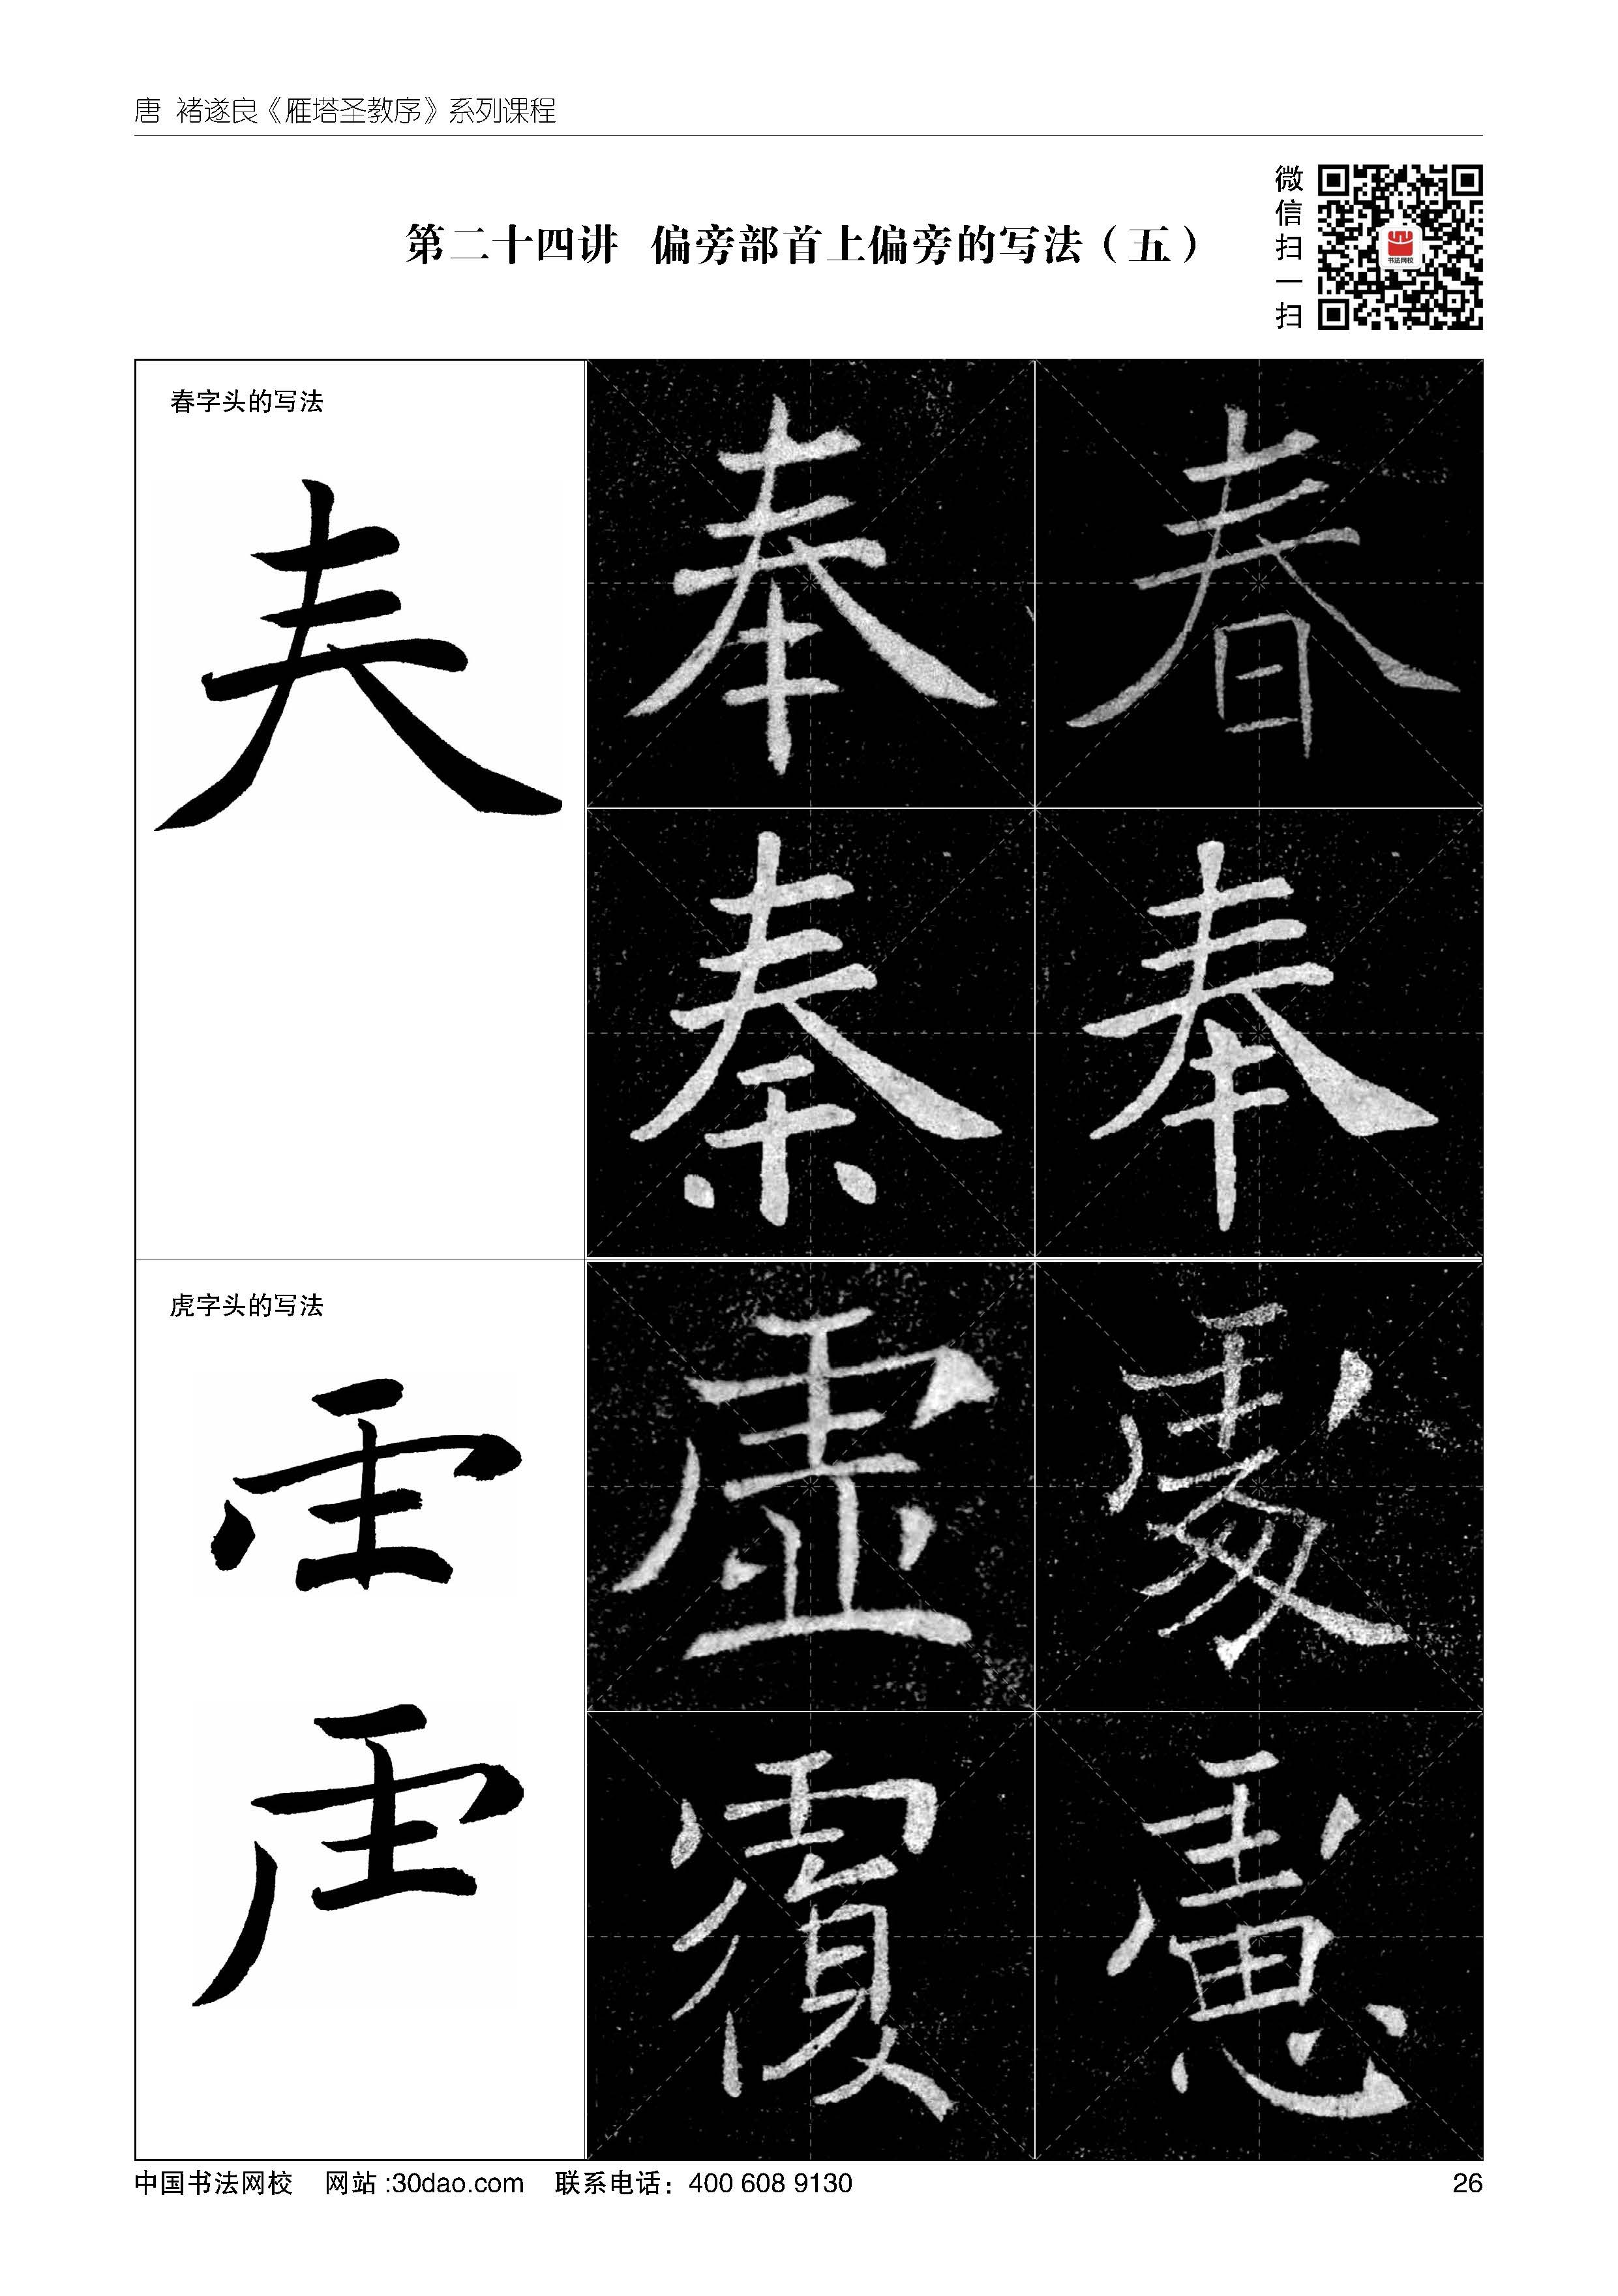 唐 褚遂良《雁塔圣教序》系列课程
微信扫一扫
书法网校
第二十四讲 偏旁部首上偏旁的写法（五）
春字头的写法
𡗗
奉 春
秦 奉
虎字头的写法
虍
虍
虚 處
覆 慮
中国书法网校 网站:30dao.com 联系电话：400 608 9130
26